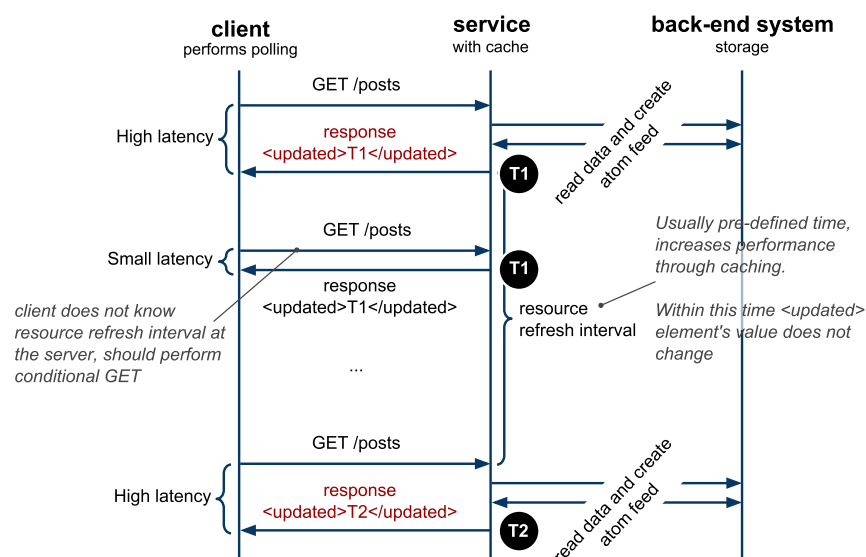 client
performs polling
service
with cache
back-end system
storage
GET /posts
High latency
response
<updated>T1</updated>
read data and create
atom feed
T1
GET /posts
Small latency
T1
response
<updated>T1</updated>
Usually pre-defined time,
increases performance
through caching.
Within this time <updated>
element's value does not
change
client does not know
resource refresh interval at
the server, should perform
conditional GET
resource
refresh interval
...
GET /posts
High latency
response
<updated>T2</updated>
read data and create
atom feed
T2